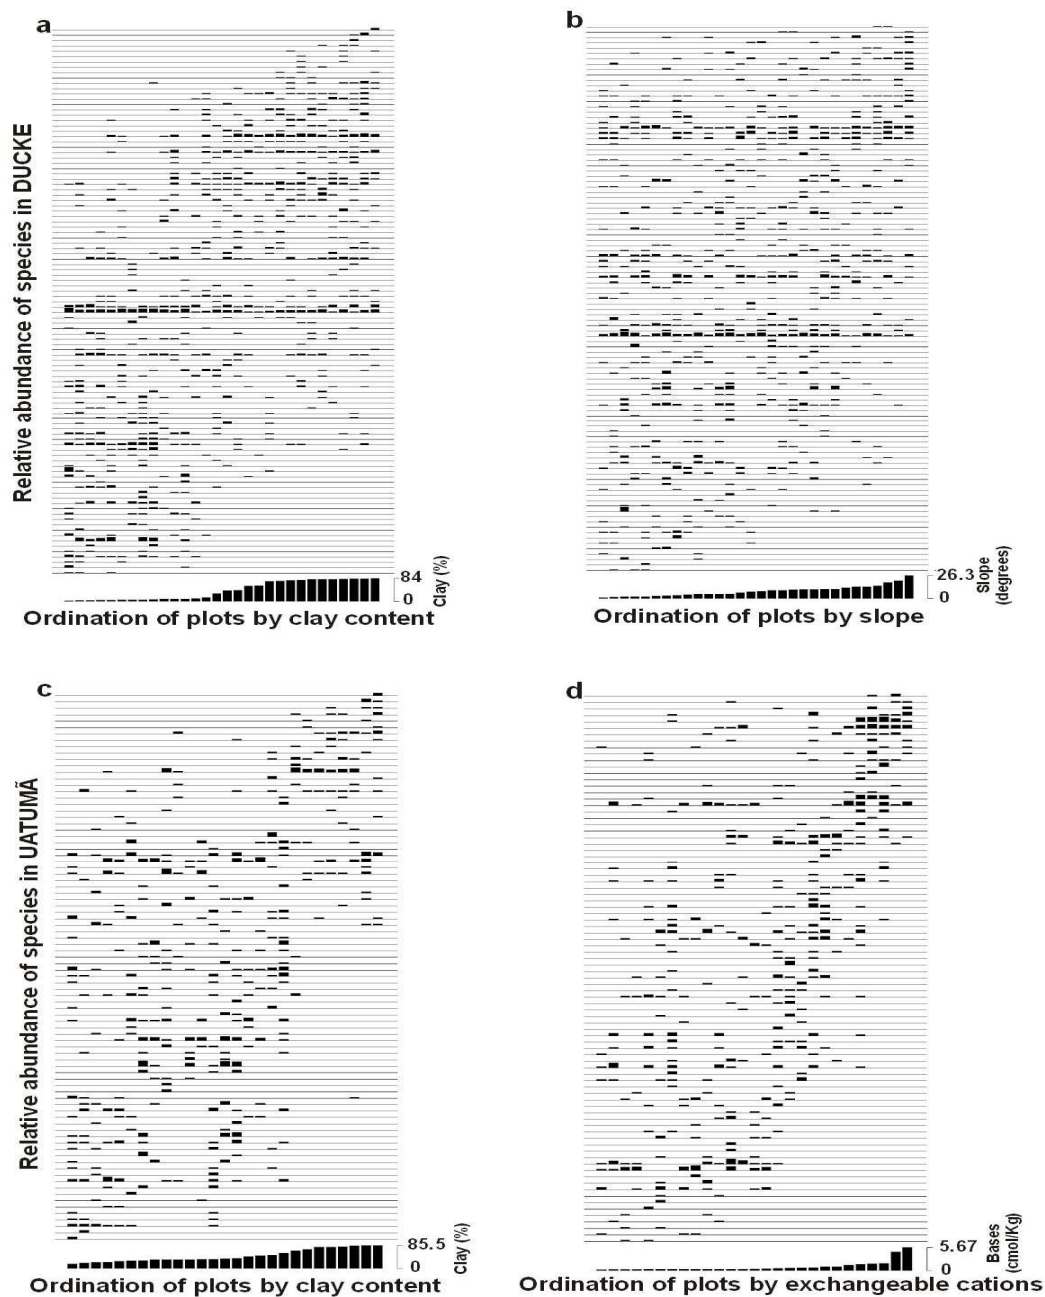 a
Relative abundance of species in DUCKE
84
0
Clay (%)
Ordination of plots by clay content
b
26.3
0
Slope
(degrees)
Ordination of plots by slope
c
Relative abundance of species in UATUMÃ
85.5
0
Clay (%)
Ordination of plots by clay content
d
5.67
0
Bases
(cmol/Kg)
Ordination of plots by exchangeable cations